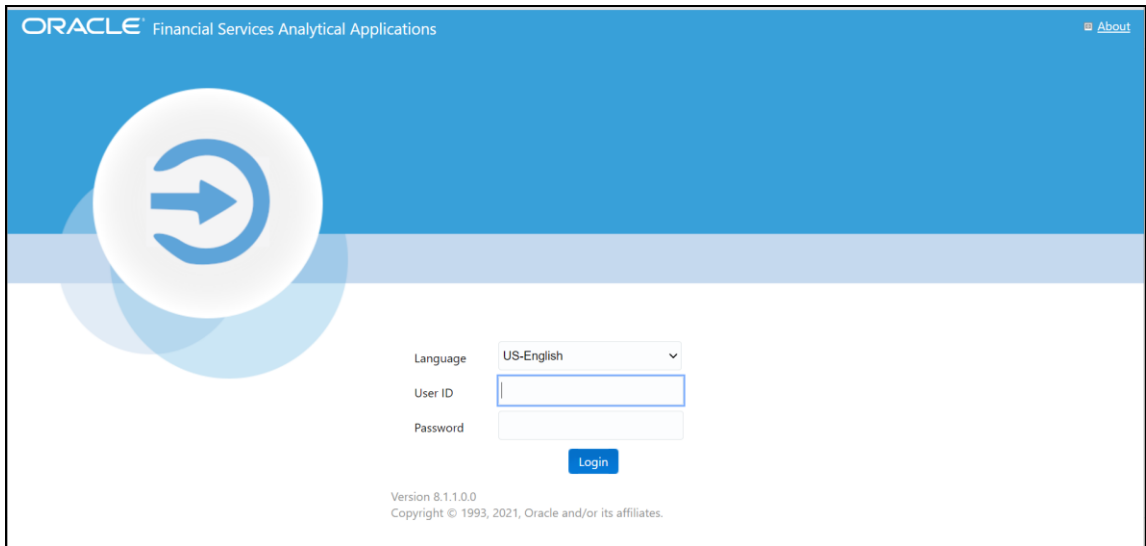 ORACLE® Financial Services Analytical Applications
About
Language US-English
User ID
Password
Login
Version 8.1.1.0.0
Copyright © 1993, 2021, Oracle and/or its affiliates.